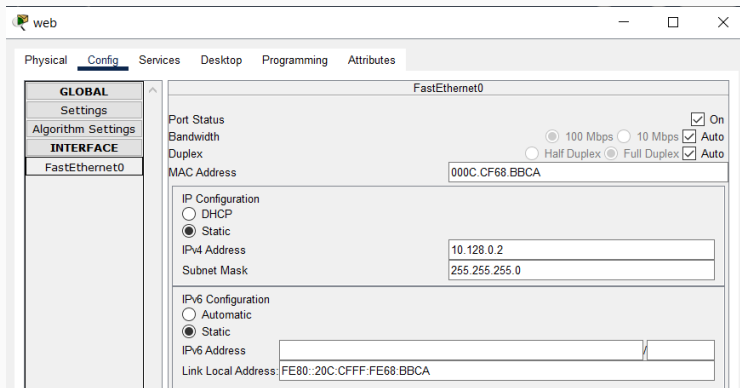 web
Physical Config Services Desktop Programming Attributes
GLOBAL
Settings
Algorithm Settings
INTERFACE
FastEthernet0
FastEthernet0
Port Status On
Bandwidth 100 Mbps 10 Mbps Auto
Duplex Half Duplex Full Duplex Auto
MAC Address 000C.CF68.BBCA
IP Configuration
DHCP
Static
IPv4 Address 10.128.0.2
Subnet Mask 255.255.255.0
IPv6 Configuration
Automatic
Static
IPv6 Address /
Link Local Address: FE80::20C:CFFF:FE68:BBCA